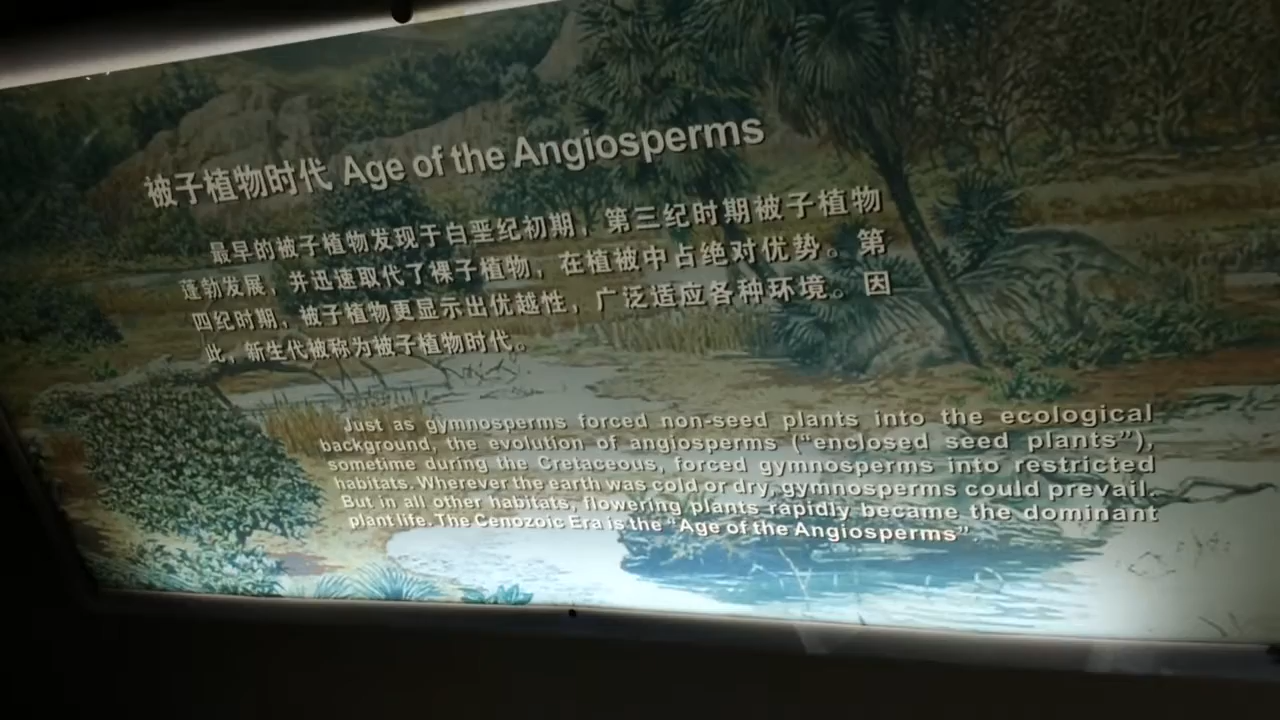 被子植物时代 Age of the Angiosperms
最早的被子植物发现于白垩纪初期，第三纪时期被子植物
蓬勃发展，并迅速取代了裸子植物，在植被中占绝对优势。第
四纪时期，被子植物更显示出优越性，广泛适应各种环境。因
此，新生代被称为被子植物时代。
Just as gymnosperms forced non-seed plants into the ecological
background, the evolution of angiosperms (“enclosed seed plants”),
sometime during the Cretaceous, forced gymnosperms into restricted
habitats. Wherever the earth was cold or dry, gymnosperms could prevail.
But in all other habitats, flowering plants rapidly became the dominant
plant life. The Cenozoic Era is the “Age of the Angiosperms”.